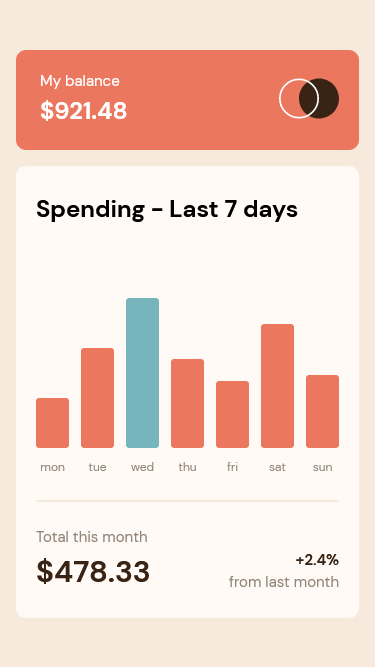 My balance
$921.48
Spending - Last 7 days
mon tue wed thu fri sat sun
Total this month
$478.33
+2.4%
from last month